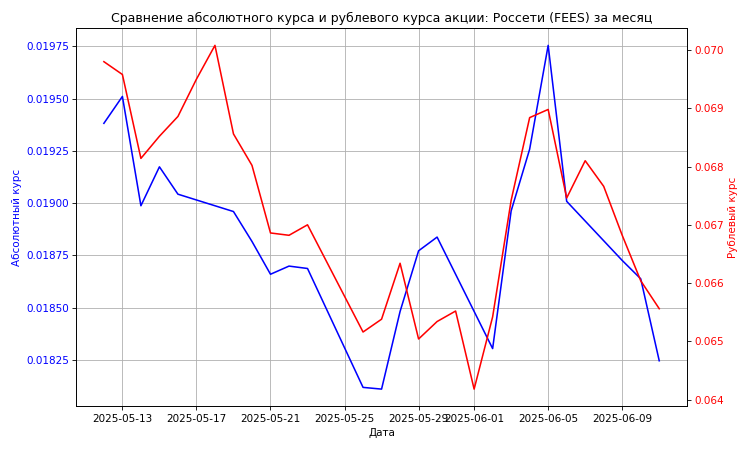 Сравнение абсолютного курса и рублевого курса акции: Россети (FEES) за месяц
0.01975
0.01950
0.01925
0.01900
0.01875
0.01850
0.01825
Абсолютный курс
0.070
0.069
0.068
0.067
0.066
0.065
0.064
Рублевый курс
2025-05-13 2025-05-17 2025-05-21 2025-05-25 2025-05-29 2025-06-01 2025-06-05 2025-06-09
Дата